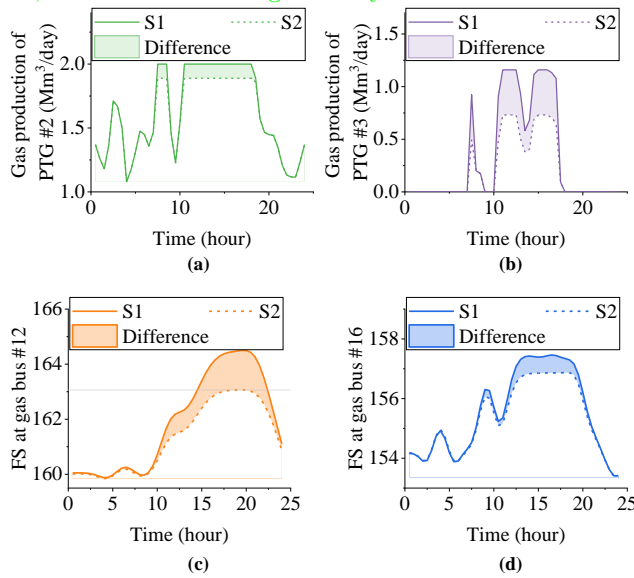 S1 S2
Difference
Gas production of
PTG #2 (Mm³/day)
2.0
1.5
1.0
0 10 20
Time (hour)
(a)
S1 S2
Difference
Gas production of
PTG #3 (Mm³/day)
1.0
0.5
0.0
0 10 20
Time (hour)
(b)
S1 S2
Difference
FS at gas bus #12
166
164
162
160
0 5 10 15 20 25
Time (hour)
(c)
S1 S2
Difference
FS at gas bus #16
158
156
154
0 5 10 15 20 25
Time (hour)
(d)